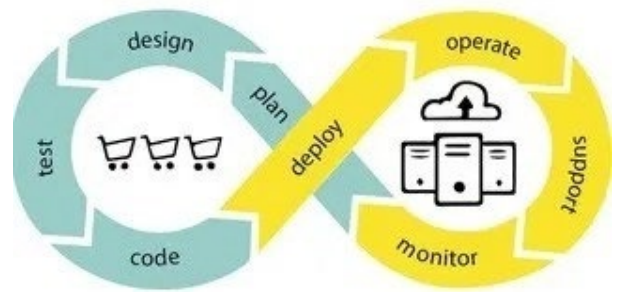 design
operate
plan
test
deploy
support
code
monitor